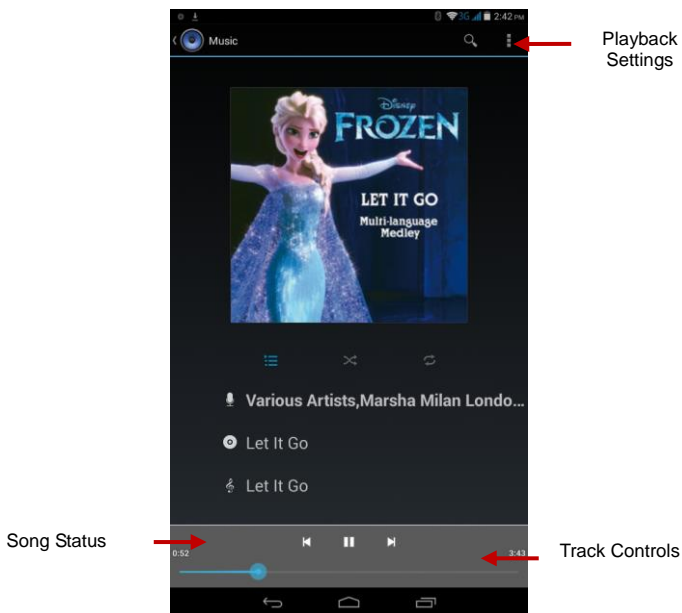 3G 2:42 PM
Music
Playback
Settings
Disney
FROZEN
LET IT GO
Multi-language
Medley
Various Artists,Marsha Milan Londo...
Let It Go
Let It Go
Song Status
0:52
3:43
Track Controls